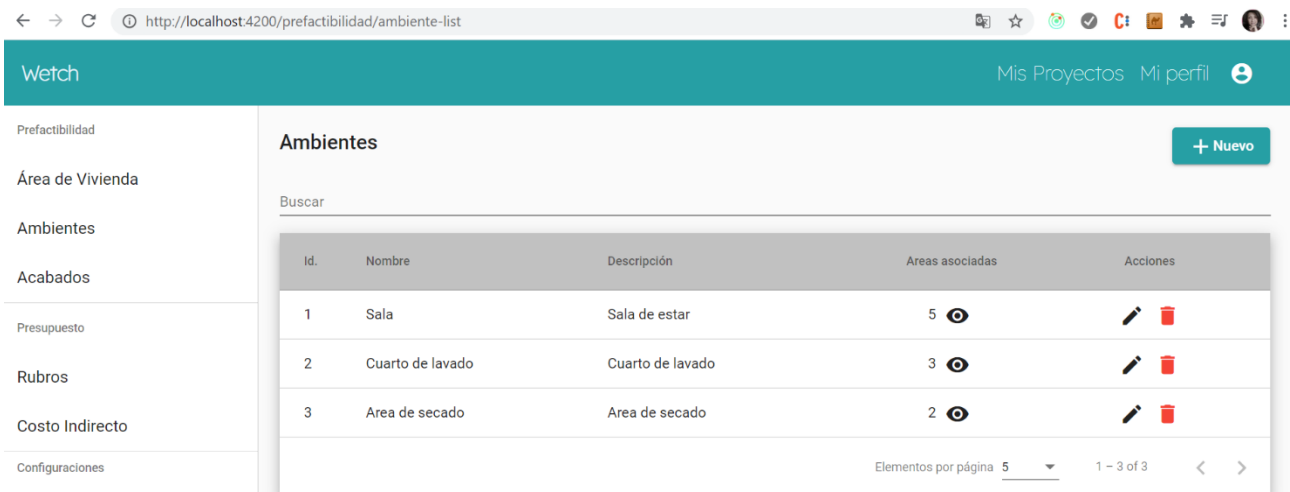 http://localhost:4200/prefactibilidad/ambiente-list
Wetch
Mis Proyectos Mi perfil
Prefactibilidad
Área de Vivienda
Ambientes
Acabados
Presupuesto
Rubros
Costo Indirecto
Configuraciones
Ambientes
+ Nuevo
Buscar
Id. Nombre Descripción Areas asociadas Acciones
1 Sala Sala de estar 5
2 Cuarto de lavado Cuarto de lavado 3
3 Area de secado Area de secado 2
Elementos por página 5 1 – 3 of 3